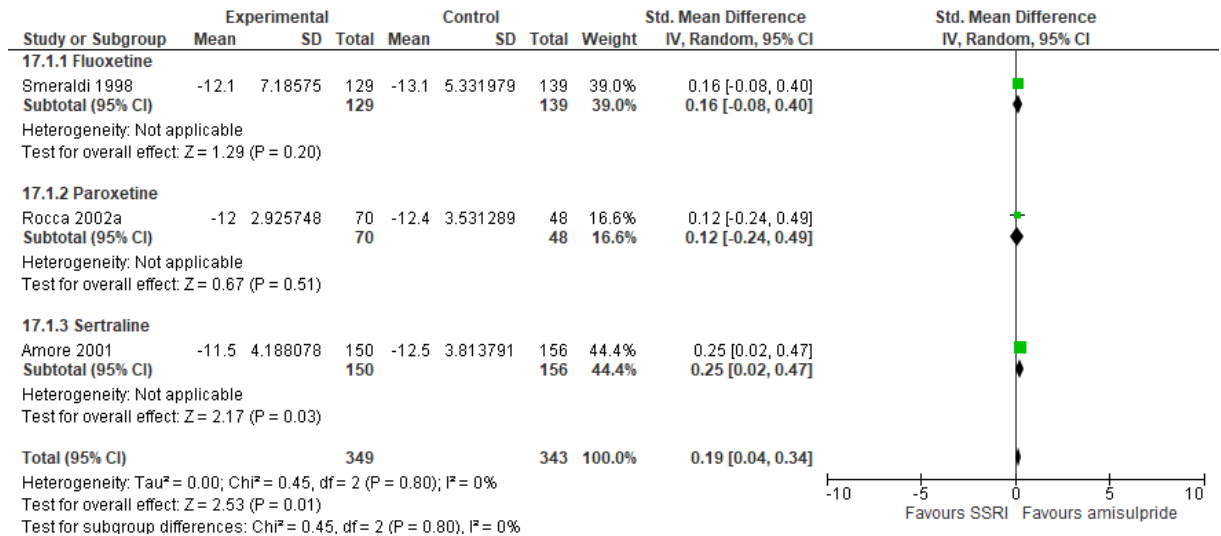 Experimental Control Std. Mean Difference Std. Mean Difference
Study or Subgroup Mean SD Total Mean SD Total Weight IV, Random, 95% CI IV, Random, 95% CI
17.1.1 Fluoxetine
Smeraldi 1998 -12.1 7.18575 129 -13.1 5.331979 139 39.0% 0.16 [-0.08, 0.40]
Subtotal (95% CI) 129 139 39.0% 0.16 [-0.08, 0.40]
Heterogeneity: Not applicable
Test for overall effect: Z = 1.29 (P = 0.20)
17.1.2 Paroxetine
Rocca 2002a -12 2.925748 70 -12.4 3.531289 48 16.6% 0.12 [-0.24, 0.49]
Subtotal (95% CI) 70 48 16.6% 0.12 [-0.24, 0.49]
Heterogeneity: Not applicable
Test for overall effect: Z = 0.67 (P = 0.51)
17.1.3 Sertraline
Amore 2001 -11.5 4.188078 150 -12.5 3.813791 156 44.4% 0.25 [0.02, 0.47]
Subtotal (95% CI) 150 156 44.4% 0.25 [0.02, 0.47]
Heterogeneity: Not applicable
Test for overall effect: Z = 2.17 (P = 0.03)
Total (95% CI) 349 343 100.0% 0.19 [0.04, 0.34]
Heterogeneity: Tau² = 0.00; Chi² = 0.45, df = 2 (P = 0.80); I² = 0%
Test for overall effect: Z = 2.53 (P = 0.01)
Test for subgroup differences: Chi² = 0.45, df = 2 (P = 0.80), I² = 0%
-10 -5 0 5 10
Favours SSRI Favours amisulpride